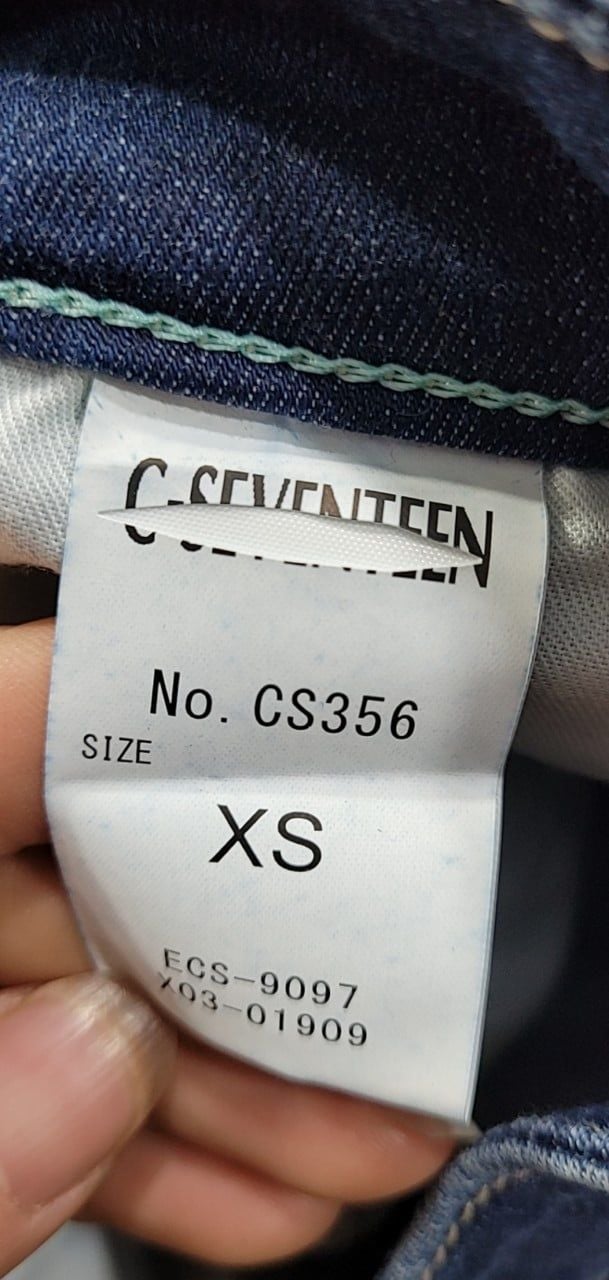 C-SEVENTEEN
No. CS356
SIZE
XS
ECS-9097
X03-01909